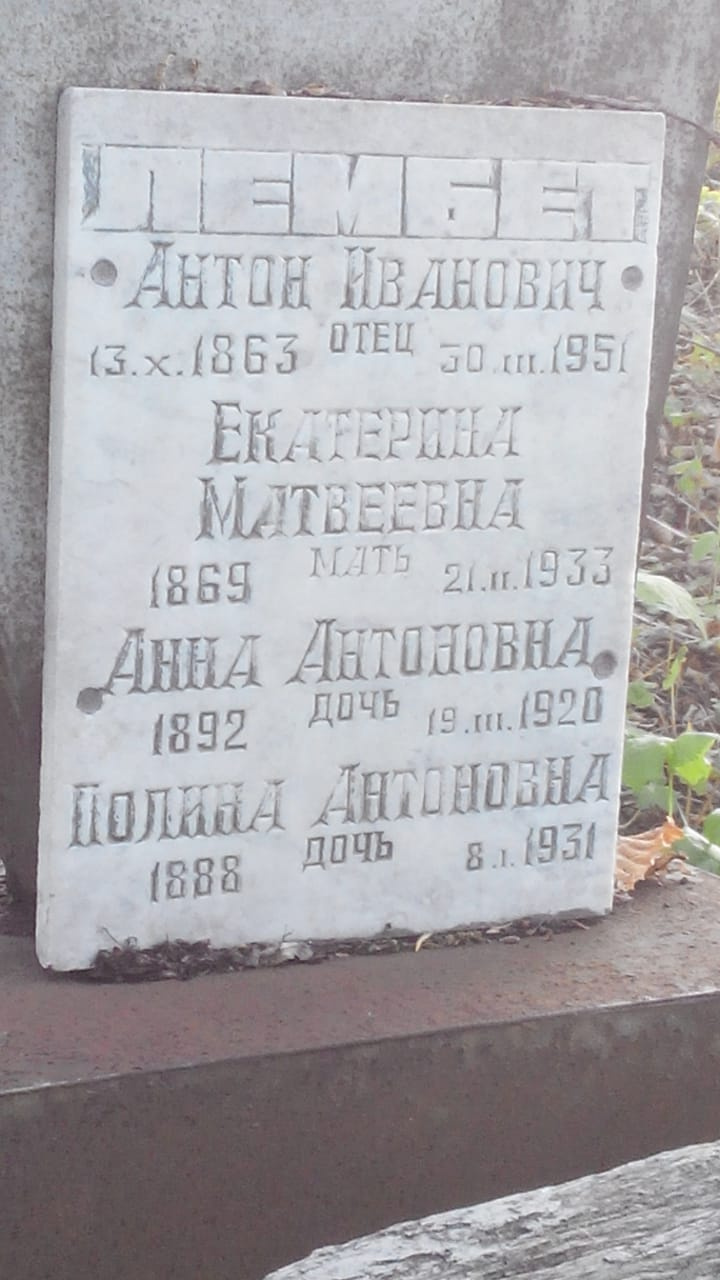 ЛЕМБЕТ
АНТОН ИВАНОВИЧ
13.X.1863 ОТЕЦ 30.III.1951
ЕКАТЕРИНА
МАТВЕЕВНА
1869 МАТЬ 21.II.1933
АННА АНТОНОВНА
1892 ДОЧЬ 19.III.1920
ПОЛИНА АНТОНОВНА
1888 ДОЧЬ 8.I.1931